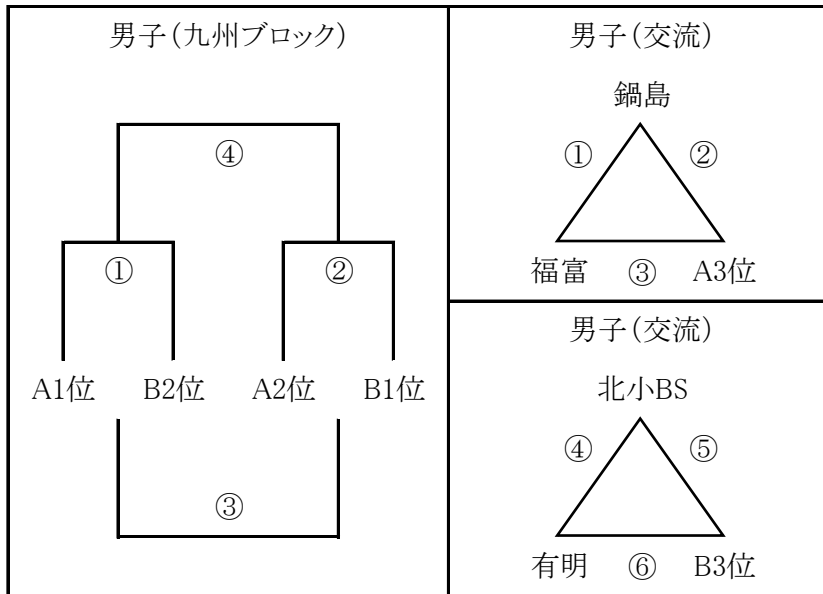 男子（九州ブロック）
④
① ②
A1位 B2位 A2位 B1位
③
男子（交流）
鍋島
① ②
福富 ③ A3位
男子（交流）
北小BS
④ ⑤
有明 ⑥ B3位